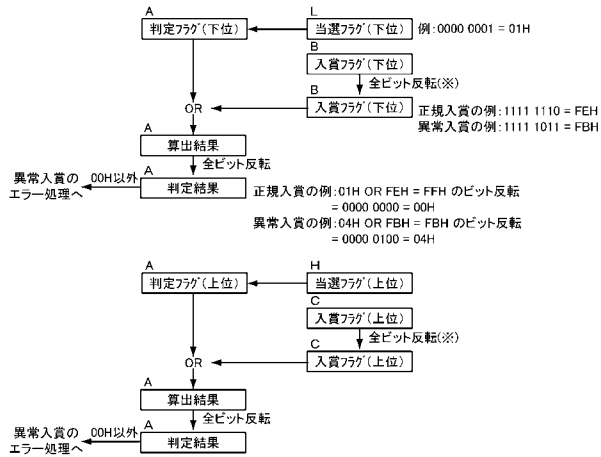 A
L
判定フラグ(下位)
当選フラグ(下位)
例:0000 0001 = 01H
B
入賞フラグ(下位)
全ビット反転(※)
B
OR
入賞フラグ(下位)
正規入賞の例:1111 1110 = FEH
異常入賞の例:1111 1011 = FBH
A
算出結果
全ビット反転
A
異常入賞の
エラー処理へ
00H以外
判定結果
正規入賞の例:01H OR FEH = FFH のビット反転
= 0000 0000 = 00H
異常入賞の例:04H OR FBH = FBH のビット反転
= 0000 0100 = 04H
A
H
判定フラグ(上位)
当選フラグ(上位)
C
入賞フラグ(上位)
全ビット反転(※)
C
OR
入賞フラグ(上位)
A
算出結果
全ビット反転
A
異常入賞の
エラー処理へ
00H以外
判定結果